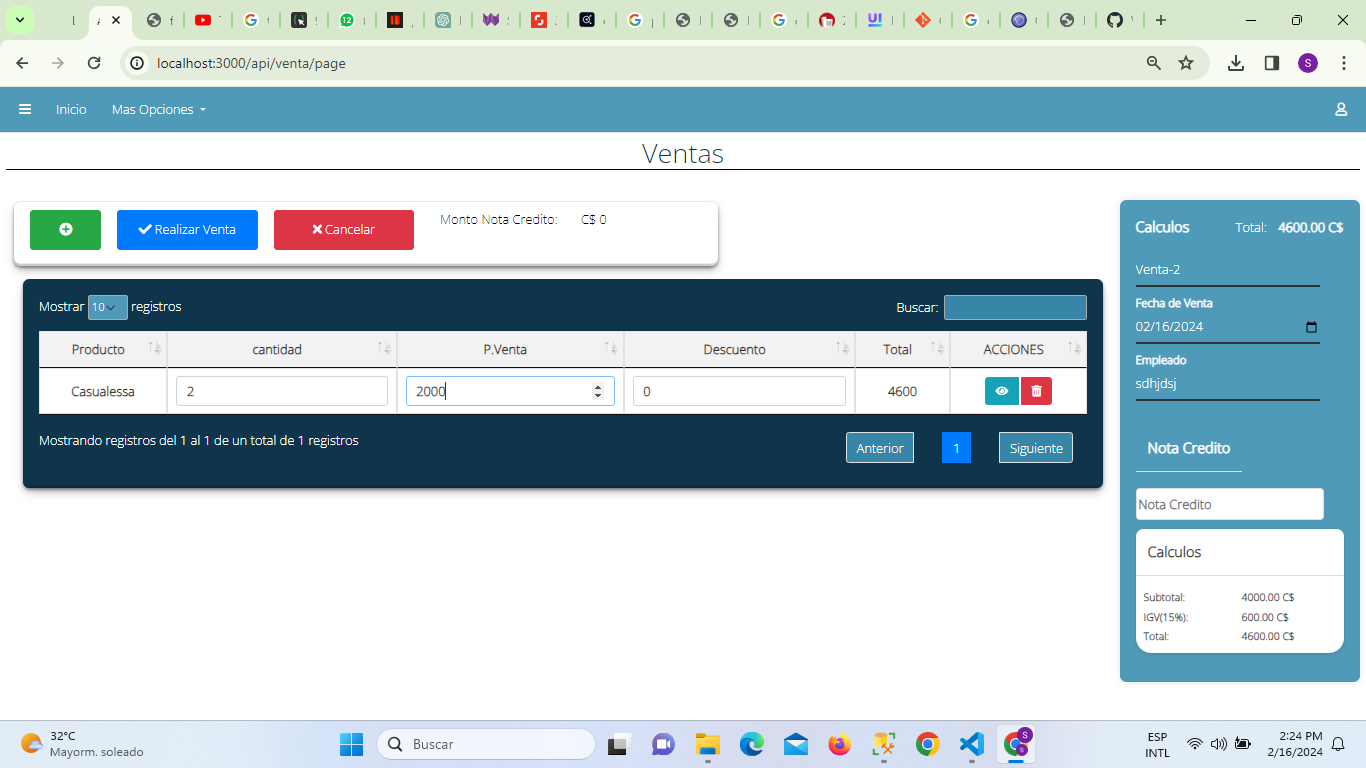 localhost:3000/api/venta/page
S
Inicio
Mas Opciones
Ventas
Realizar Venta
Cancelar
Monto Nota Credito: C$ 0
Mostrar 10 registros
Buscar:
Producto cantidad P.Venta Descuento Total ACCIONES
Casualessa 2 2000 0 4600
Mostrando registros del 1 al 1 de un total de 1 registros
Anterior 1 Siguiente
Calculos Total: 4600.00 C$
Venta-2
Fecha de Venta
02/16/2024
Empleado
sdhjdsj
Nota Credito
Nota Credito
Calculos
Subtotal: 4000.00 C$
IGV(15%): 600.00 C$
Total: 4600.00 C$
32°C
Mayorm. soleado
Buscar
ESP
INTL
2:24 PM
2/16/2024